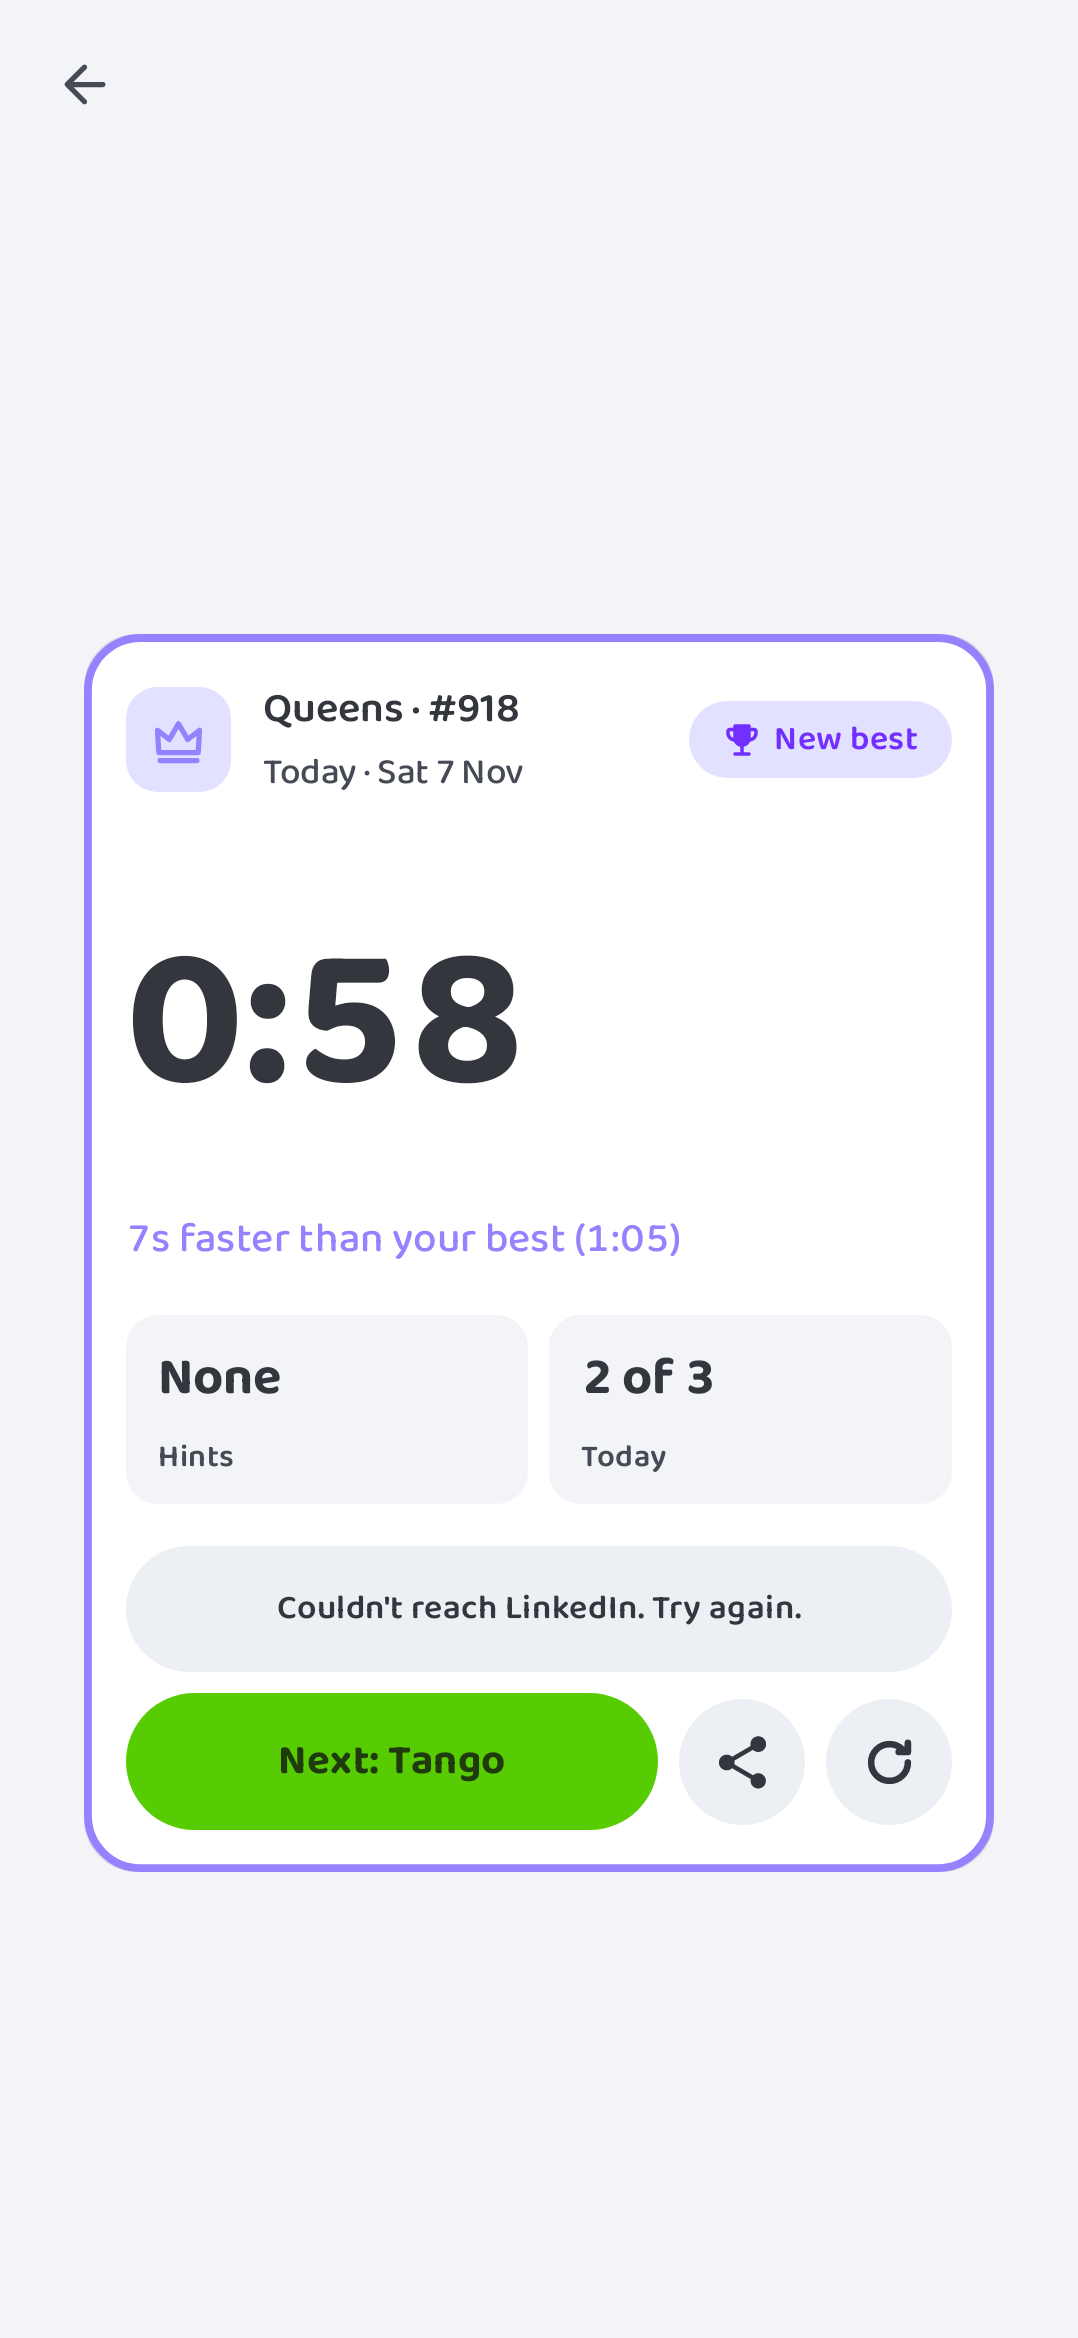 Queens · #918
Today · Sat 7 Nov
New best
0:58
7s faster than your best (1:05)
None
Hints
2 of 3
Today
Couldn't reach LinkedIn. Try again.
Next: Tango